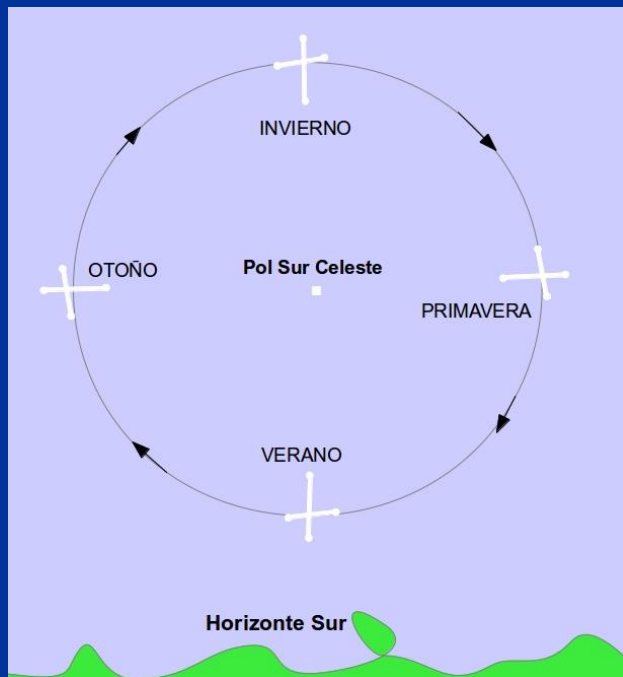 INVIERNO
OTOÑO
Pol Sur Celeste
PRIMAVERA
VERANO
Horizonte Sur